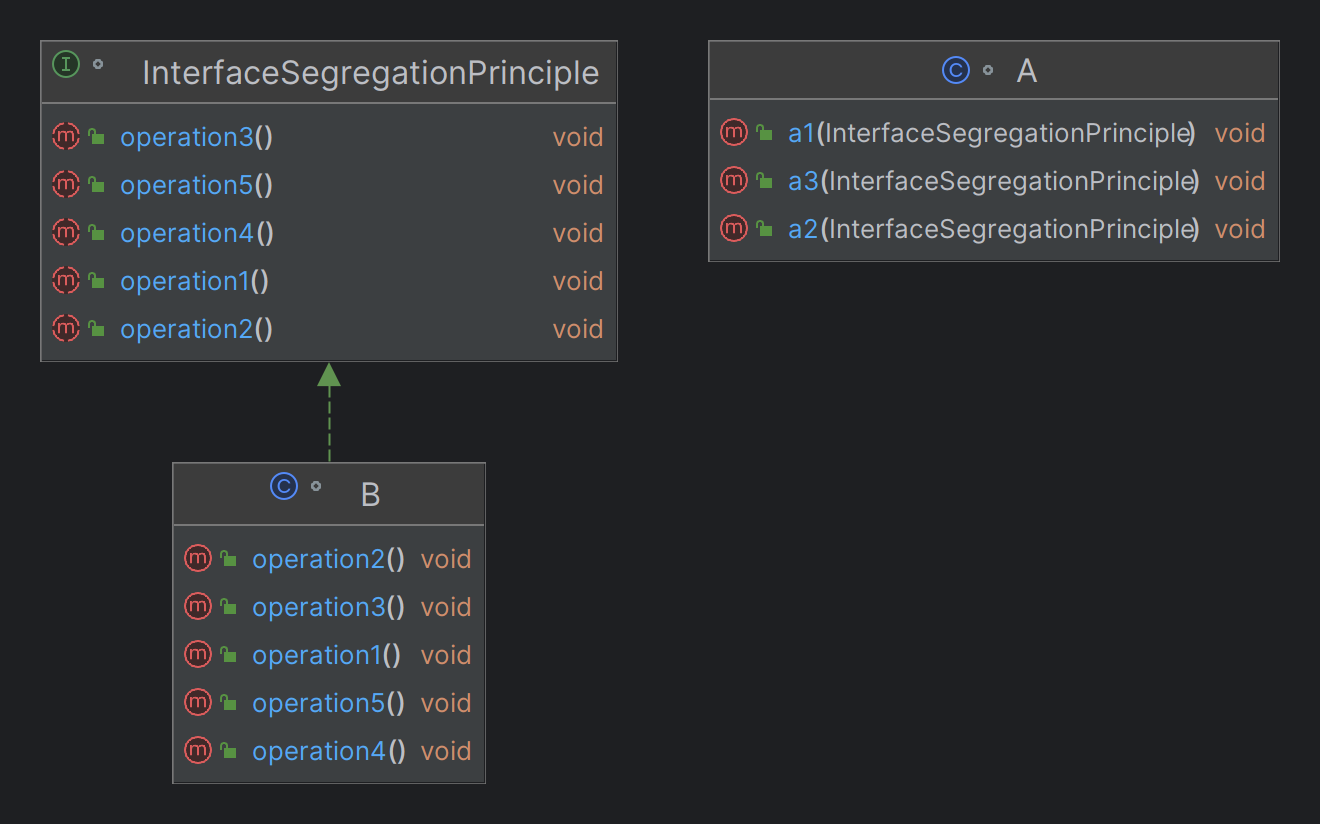 I InterfaceSegregationPrinciple
m operation3() void
m operation5() void
m operation4() void
m operation1() void
m operation2() void
C A
m a1(InterfaceSegregationPrinciple) void
m a3(InterfaceSegregationPrinciple) void
m a2(InterfaceSegregationPrinciple) void
C B
m operation2() void
m operation3() void
m operation1() void
m operation5() void
m operation4() void